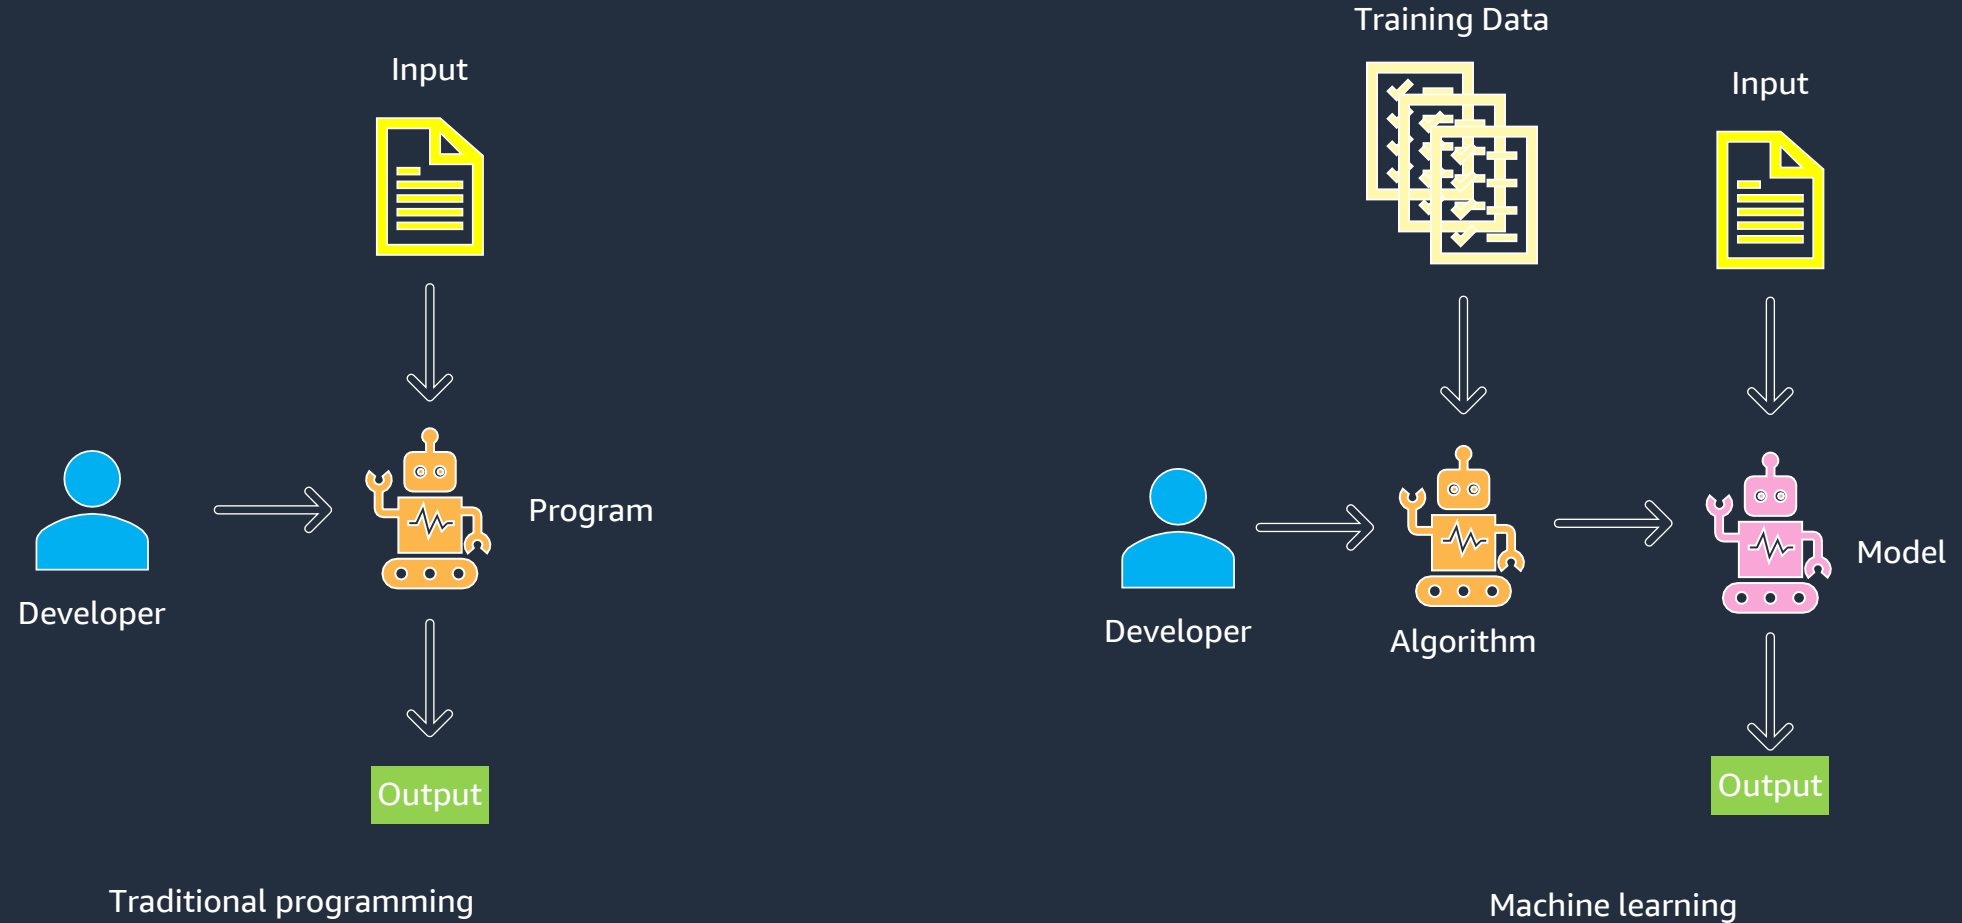 Input
Program
Developer
Output
Traditional programming
Training Data
Input
Developer
Algorithm
Model
Output
Machine learning